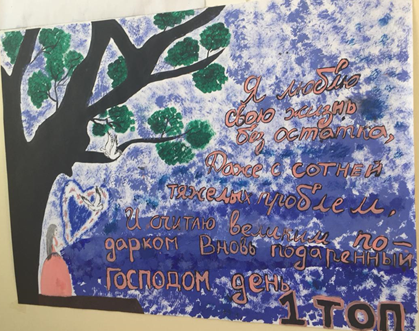 Я люблю
свою жизнь
без остатка,
Даже с сотней
тяжелых проблем.
И считаю великим по-
дарком Вновь подаренный
Господом день
1 ТОП.